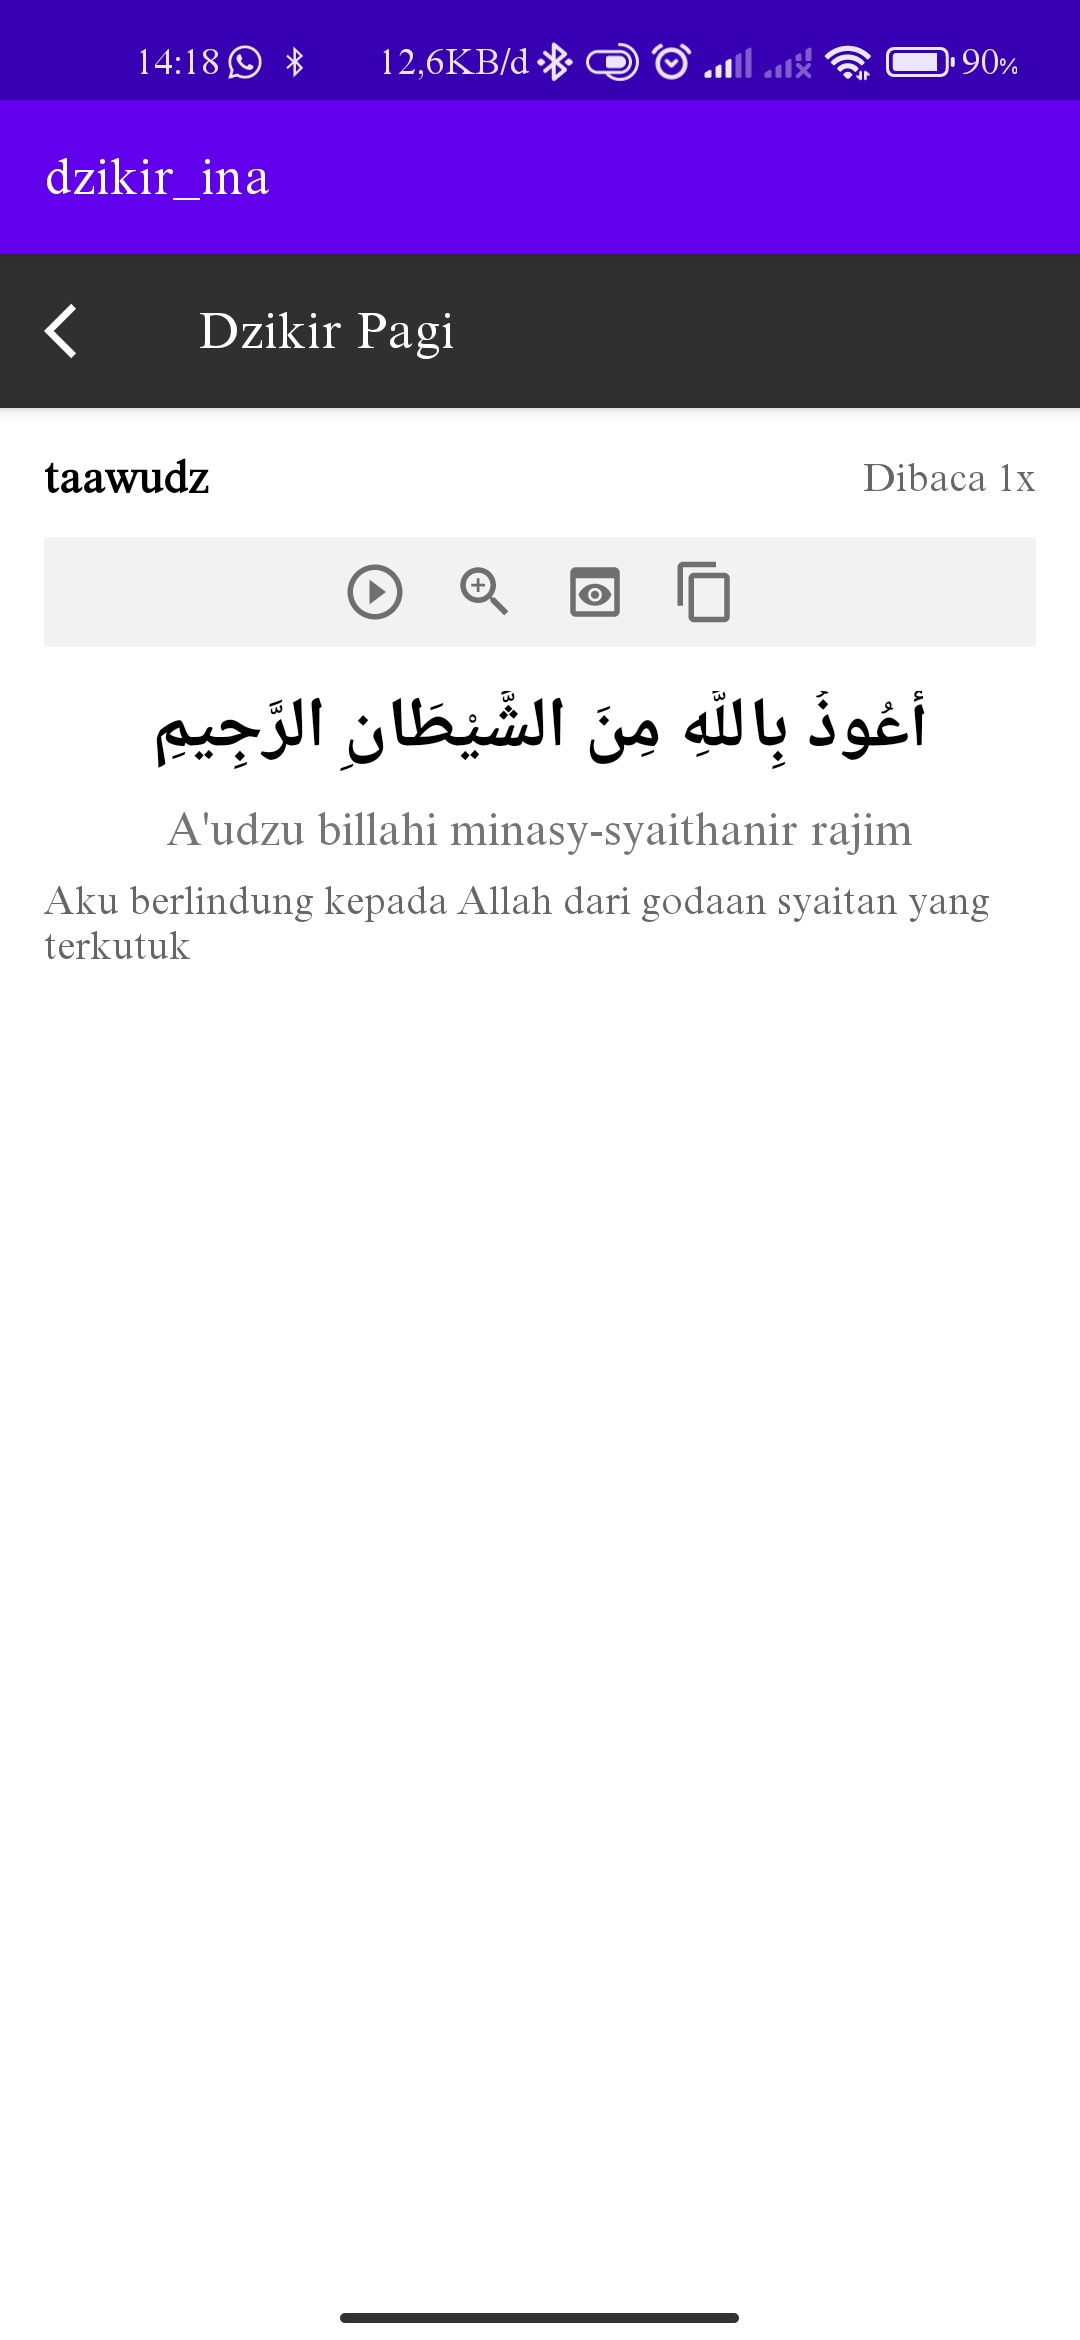 14:18 12,6KB/d 90%
dzikir_ina
Dzikir Pagi
taawudz Dibaca 1x
أَعُوذُ بِاللَّهِ مِنَ الشَّيْطَانِ الرَّجِيمِ
A'udzu billahi minasy-syaithanir rajim
Aku berlindung kepada Allah dari godaan syaitan yang
terkutuk